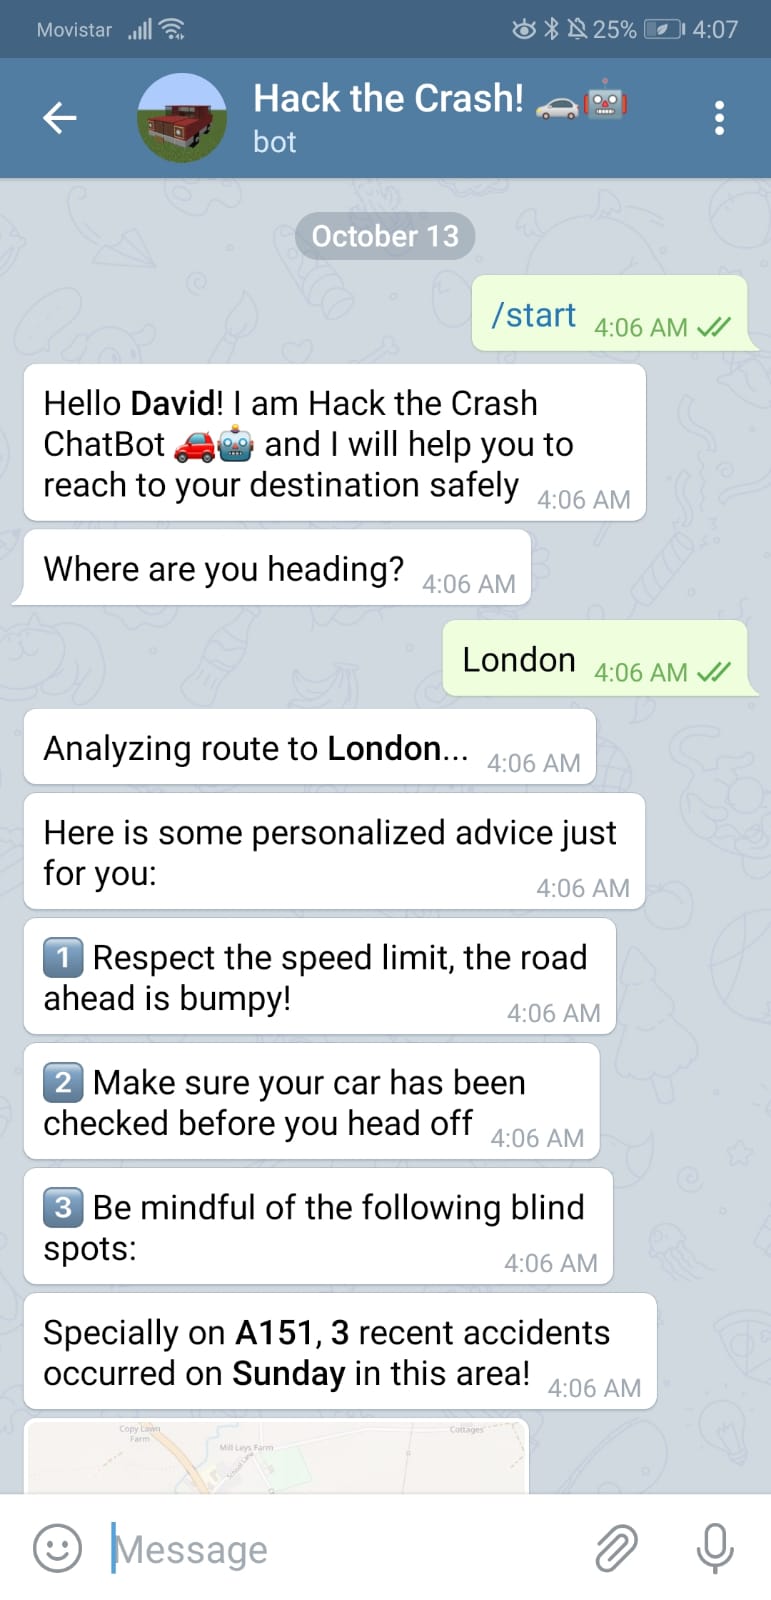 Movistar 25% 4:07
Hack the Crash! 🚗🤖
bot
October 13
/start 4:06 AM
Hello David! I am Hack the Crash
ChatBot 🚗🤖 and I will help you to
reach to your destination safely 4:06 AM
Where are you heading? 4:06 AM
London 4:06 AM
Analyzing route to London... 4:06 AM
Here is some personalized advice just
for you: 4:06 AM
1️⃣ Respect the speed limit, the road
ahead is bumpy! 4:06 AM
2️⃣ Make sure your car has been
checked before you head off 4:06 AM
3️⃣ Be mindful of the following blind
spots: 4:06 AM
Specially on A151, 3 recent accidents
occurred on Sunday in this area! 4:06 AM
Copy Lawn
Farm
Mill Leys Farm
Cottages
School Lane
Message